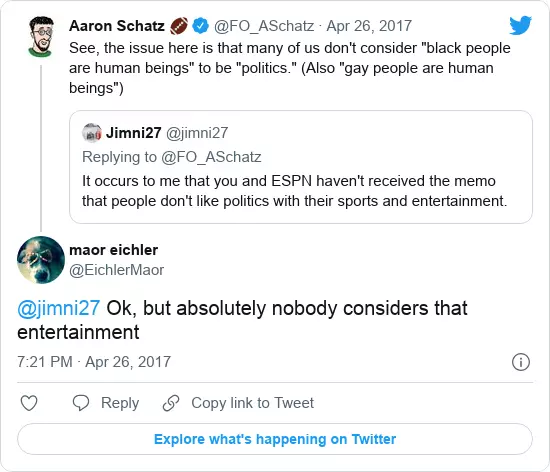 Aaron Schatz 🏈 @FO_ASchatz · Apr 26, 2017
See, the issue here is that many of us don't consider "black people
are human beings" to be "politics." (Also "gay people are human
beings")
Jimni27 @jimni27
Replying to @FO_ASchatz
It occurs to me that you and ESPN haven't received the memo
that people don't like politics with their sports and entertainment.
maor eichler
@EichlerMaor
@jimni27 Ok, but absolutely nobody considers that
entertainment
7:21 PM · Apr 26, 2017
Reply Copy link to Tweet
Explore what's happening on Twitter